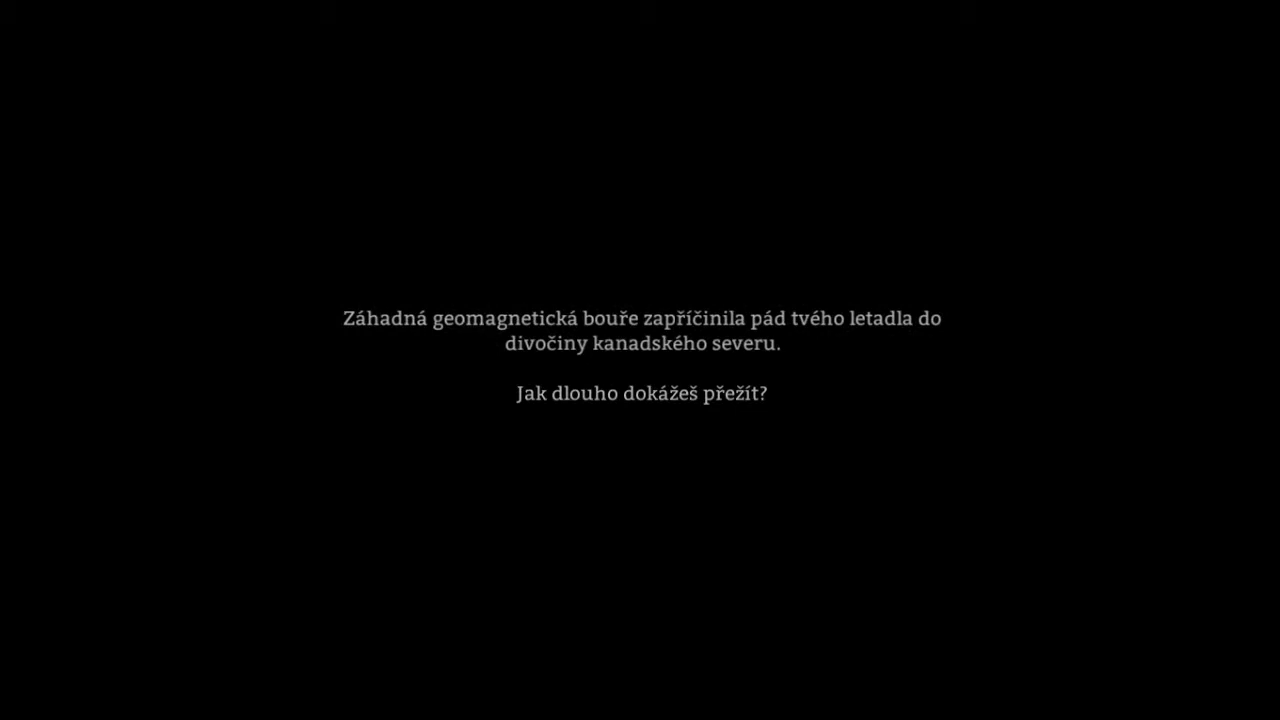 Záhadná geomagnetická bouře zapříčinila pád tvého letadla do
divočiny kanadského severu.
Jak dlouho dokážeš přežít?